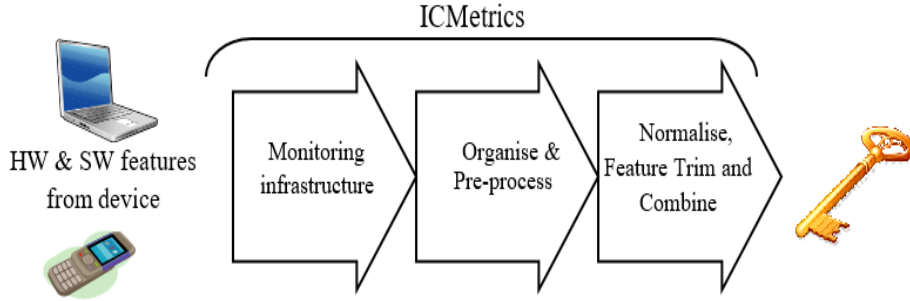 ICMetrics
HW & SW features
from device
Monitoring
infrastructure
Organise &
Pre-process
Normalise,
Feature Trim and
Combine